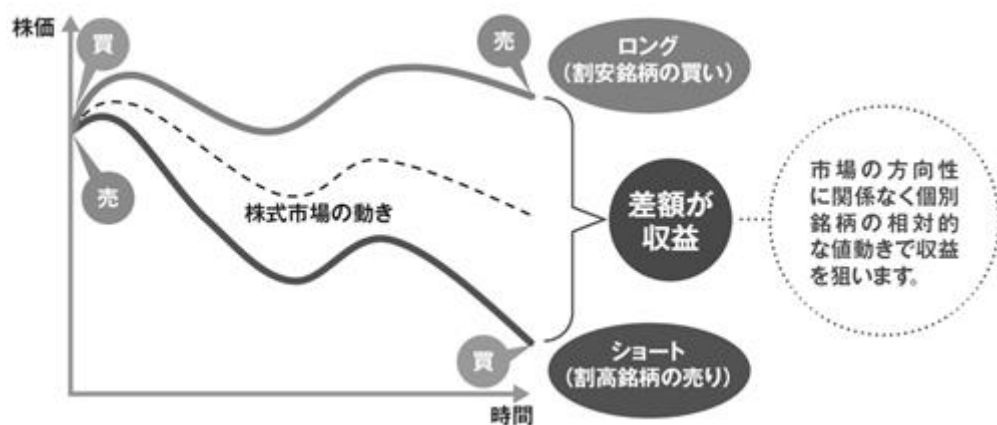 株価
買
売
ロング
(割安銘柄の買い)
売
株式市場の動き
差額が
収益
市場の方向性
に関係なく個別
銘柄の相対的
な値動きで収益
を狙います。
買
ショート
(割高銘柄の売り)
時間